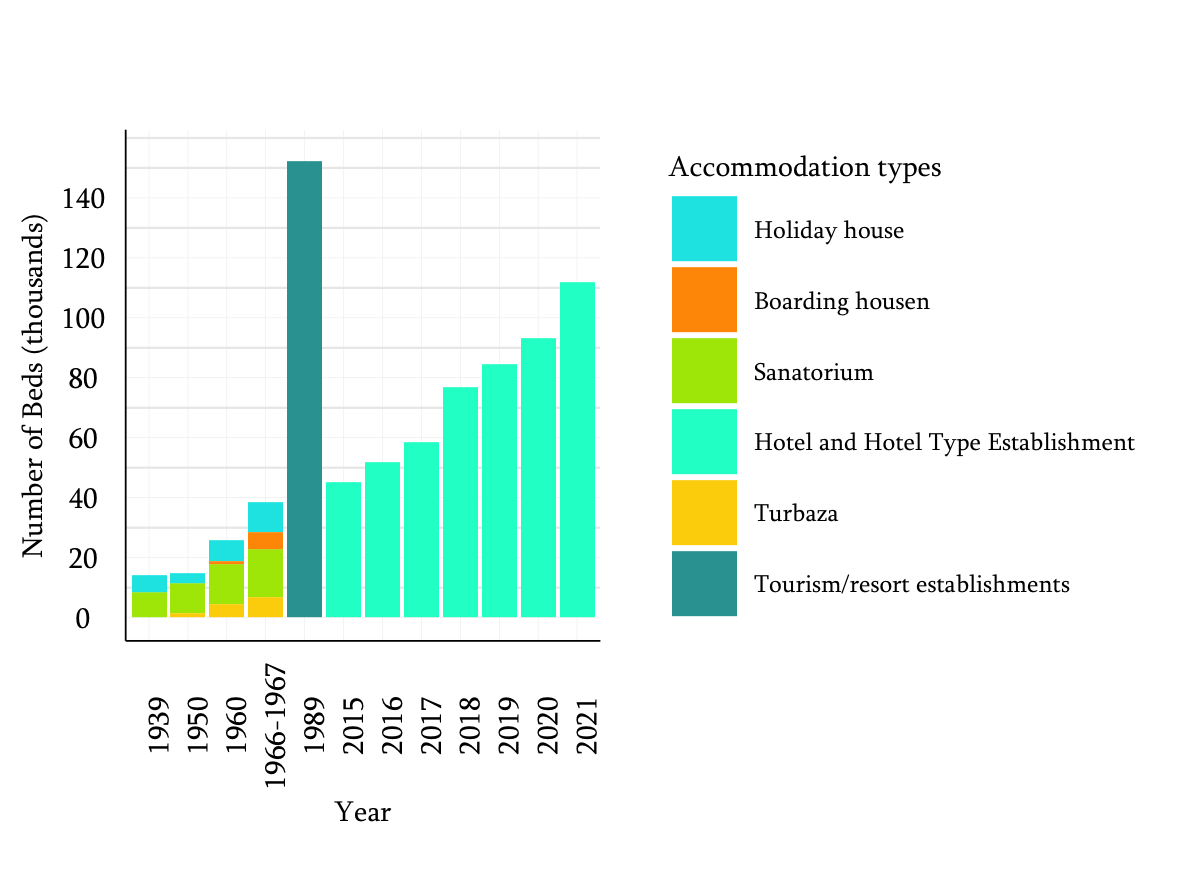 Number of Beds (thousands)
140
120
100
80
60
40
20
0
1939
1950
1960
1966-1967
1989
2015
2016
2017
2018
2019
2020
2021
Year
Accommodation types
Holiday house
Boarding housen
Sanatorium
Hotel and Hotel Type Establishment
Turbaza
Tourism/resort establishments